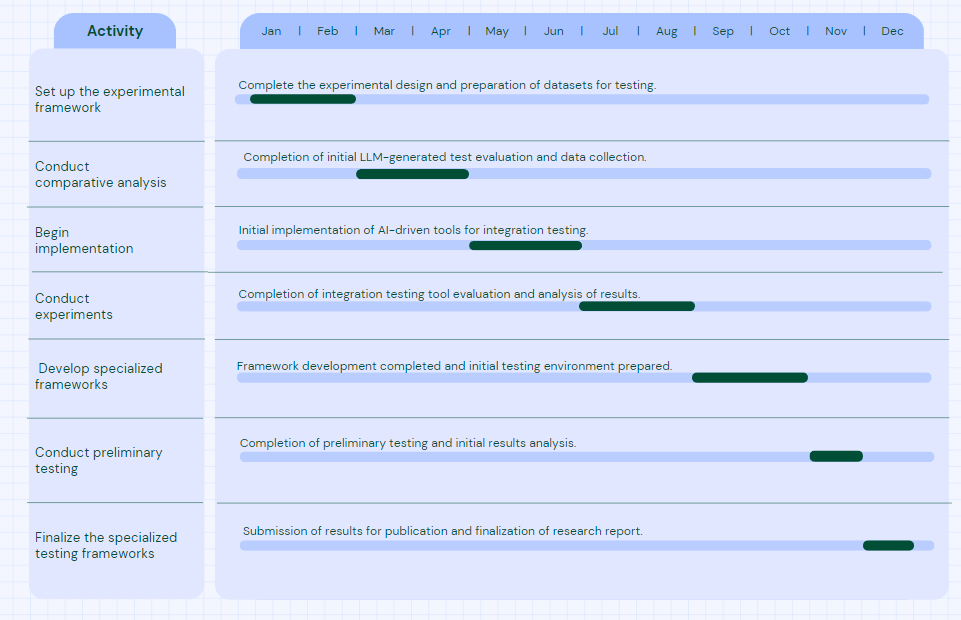 Activity
Jan | Feb | Mar | Apr | May | Jun | Jul | Aug | Sep | Oct | Nov | Dec
Set up the experimental
framework
Complete the experimental design and preparation of datasets for testing.
Conduct
comparative analysis
Completion of initial LLM-generated test evaluation and data collection.
Begin
implementation
Initial implementation of AI-driven tools for integration testing.
Conduct
experiments
Completion of integration testing tool evaluation and analysis of results.
Develop specialized
frameworks
Framework development completed and initial testing environment prepared.
Conduct preliminary
testing
Completion of preliminary testing and initial results analysis.
Finalize the specialized
testing frameworks
Submission of results for publication and finalization of research report.